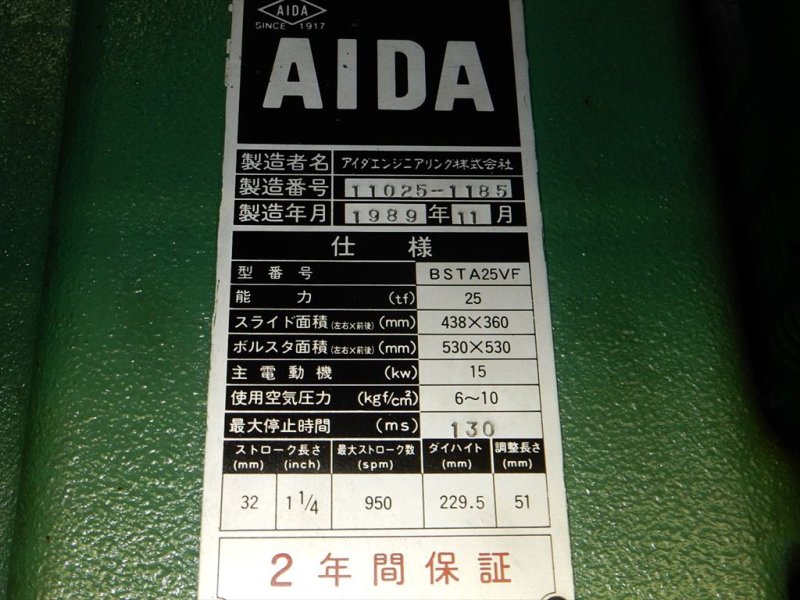 AIDA
SINCE 1917
AIDA
製造者名 アイダエンジニアリング株式会社
製造番号 11025-1185
製造年月 1989年11月
仕様
型番号 BSTA25VF
能力 (tf) 25
スライド面積(左右×前後)(mm) 438×360
ボルスタ面積(左右×前後)(mm) 530×530
主電動機 (kw) 15
使用空気圧力 (kgf/cm²) 6〜10
最大停止時間 (ms) 130
ストローク長さ 最大ストローク数 ダイハイト 調整長さ
(mm) (inch) (spm) (mm) (mm)
32 1 1/4 950 229.5 51
2年間保証